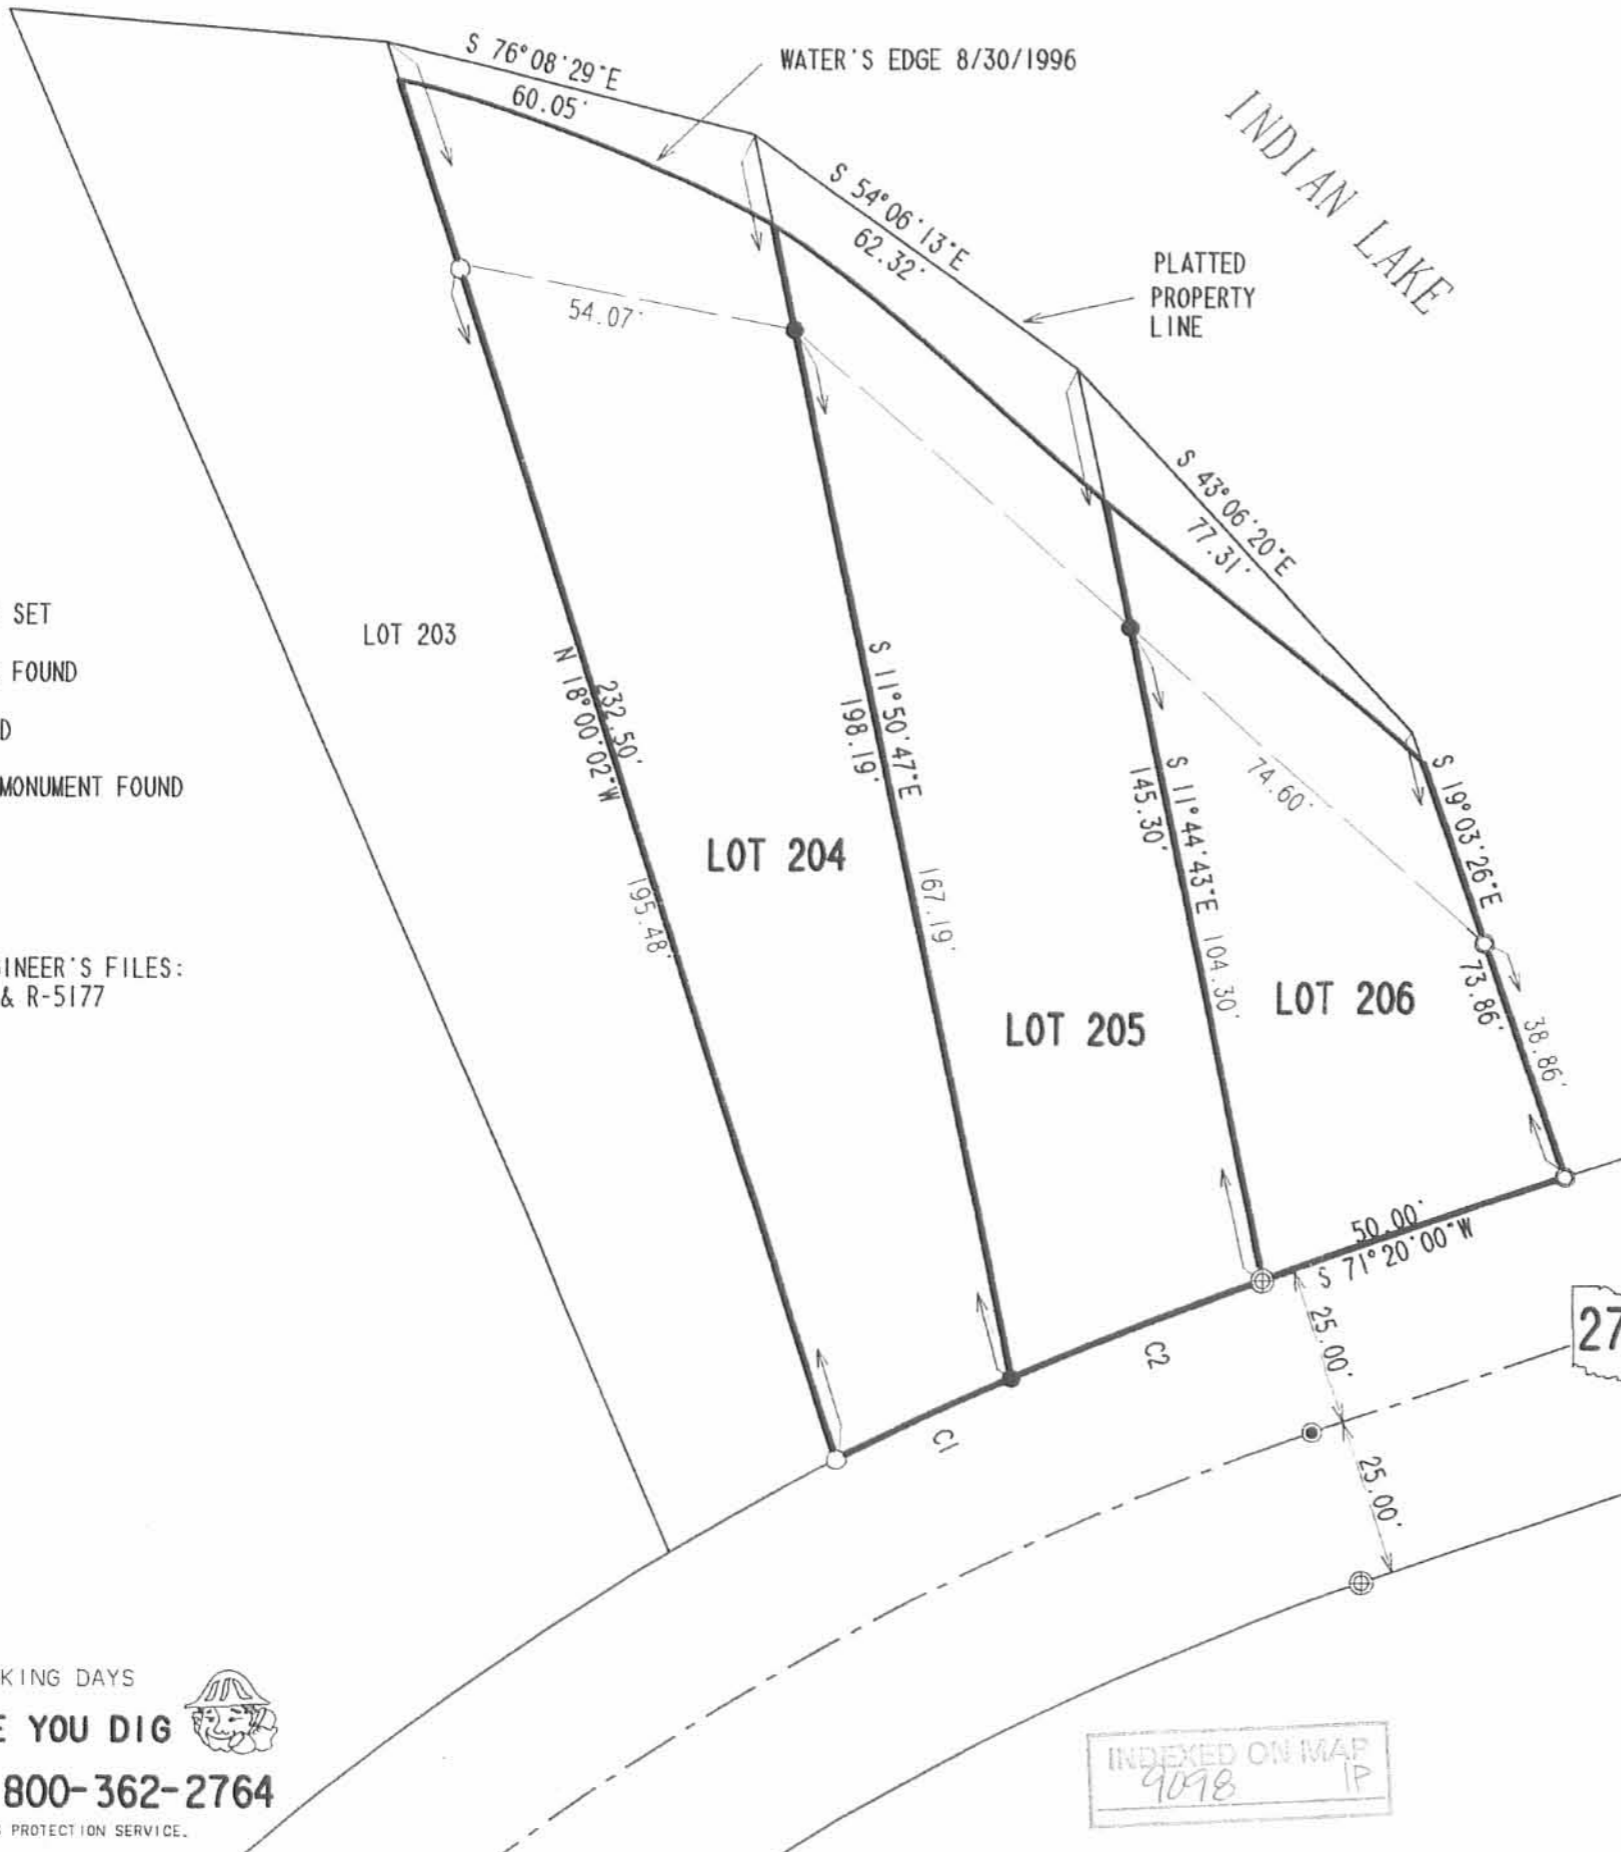 S 76°08'29"E
60.05'
WATER'S EDGE 8/30/1996
INDIAN LAKE
S 54°06'13"E
62.32'
PLATTED
PROPERTY
LINE
54.07'
S 43°06'20"E
77.31'
SET
FOUND
D
MONUMENT FOUND
LOT 203
N 18°00'02"W
232.50'
S 11°50'47"E
198.19'
S 11°44'43"E
145.30'
74.60'
S 19°03'26"E
73.86'
LOT 204
195.48'
167.19'
104.30'
38.86'
INEER'S FILES:
& R-5177
LOT 205
LOT 206
50.00'
S 71°20'00"W
25.00'
27
C2
C1
25.00'
KING DAYS
E YOU DIG
800-362-2764
PROTECTION SERVICE.
INDEXED ON MAP
9098 IP